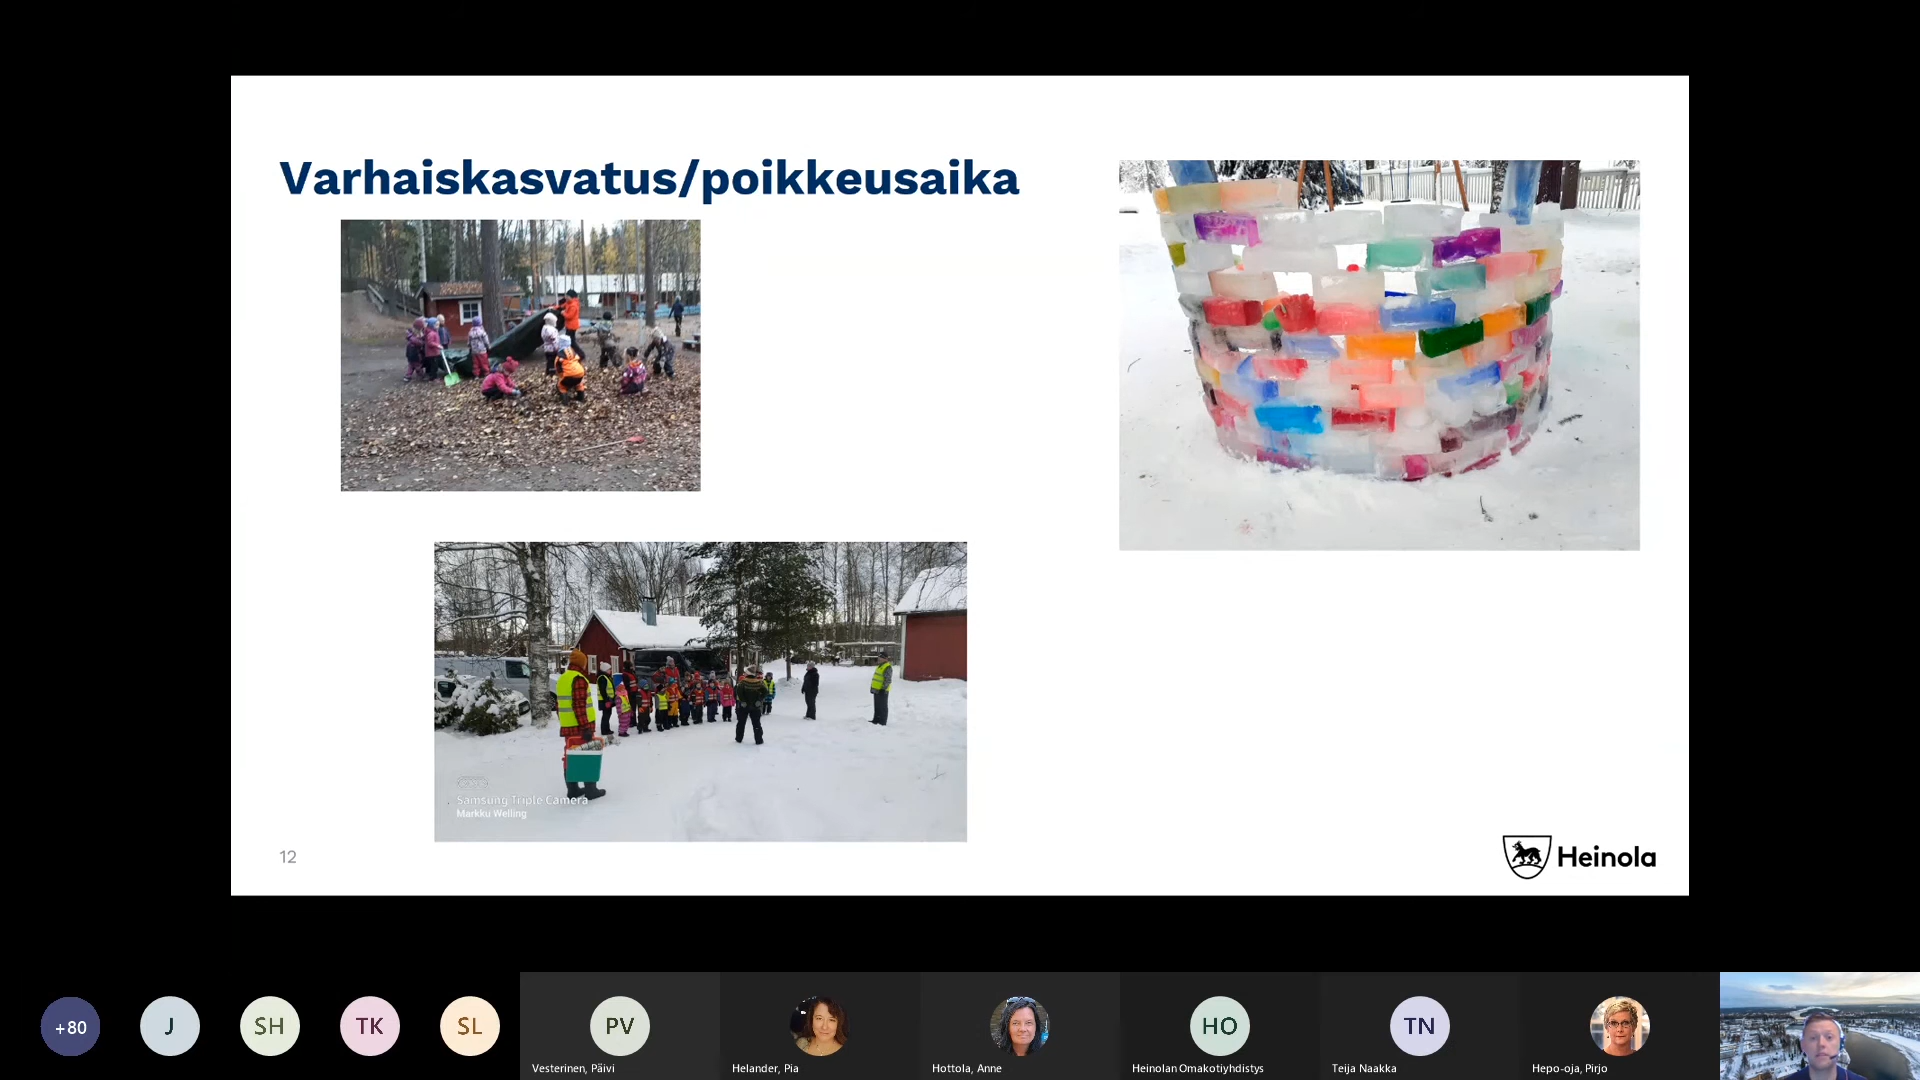 Varhaiskasvatus/poikkeusaika
Samsung Triple Camera
Markku Welling
12
Heinola
+80
J
SH
TK
SL
PV
HO
TN
Vesterinen, Päivi
Helander, Pia
Hottola, Anne
Heinolan Omakotiyhdistys
Teija Naakka
Hepo-oja, Pirjo